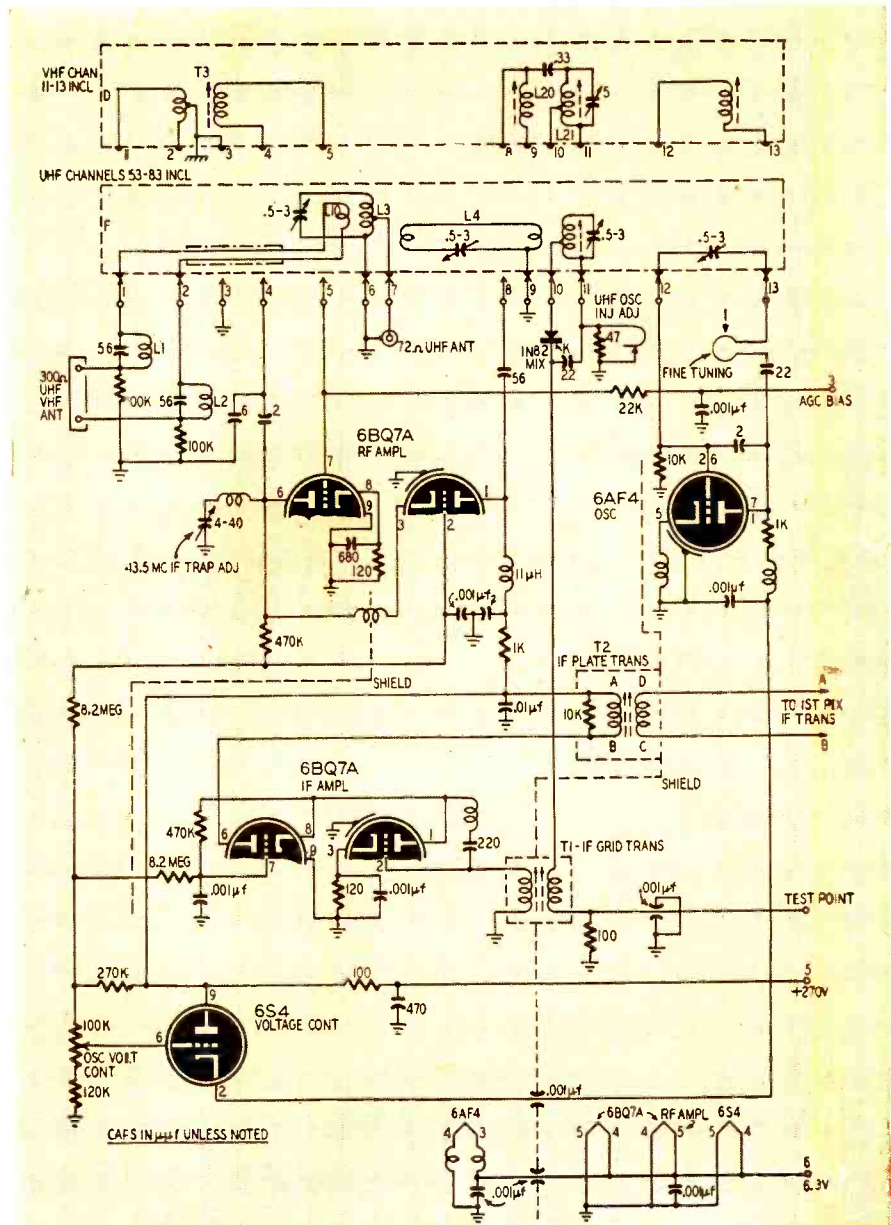 VHF CHAN
11-13 INCL
D
T3
.33
L20
5
L21
11
2
3
4
5
8
9
10
11
12
13
UHF CHANNELS 53-83 INCL
F
.5-3
L3
L4
.5-3
.5-3
.5-3
1
2
3
4
5
6
7
8
9
10
11
12
13
56
L1
300Ω
UHF
VHF
ANT
00K
56
L2
100K
6
2
72Ω UHF ANT
56
1N82
MIX
K
22
UHF OSC
INJ ADJ
47
FINE TUNING
22
22K
.001µf
3
AGC BIAS
6BQ7A
RF AMPL
7
6
8
9
680
120
3
2
1
4-40
43.5 MC IF TRAP ADJ
10K
2
2 6
6AF4
OSC
5
7
1
1K
.001µf
11µH
.001µf
2
1K
470K
SHIELD
.01µf
8.2MEG
T2
IF PLATE TRANS
A D
10K
B C
A
TO 1ST PIX
IF TRANS
B
SHIELD
6BQ7A
IF AMPL
470K
6
8
9
7
3
2
1
220
8.2 MEG
.001µf
120
.001µf
T1-IF GRID TRANS
.001µf
TEST POINT
100
270K
100
5
+270V
470
9
6S4
VOLTAGE CONT
6
2
100K
OSC VOLT
CONT
120K
.001µf
CAPS IN µµf UNLESS NOTED
6AF4
4 3
6BQ7A
RF AMPL
6S4
5 4
4 5
5 4
.001µf
.001µf
6
6.3V